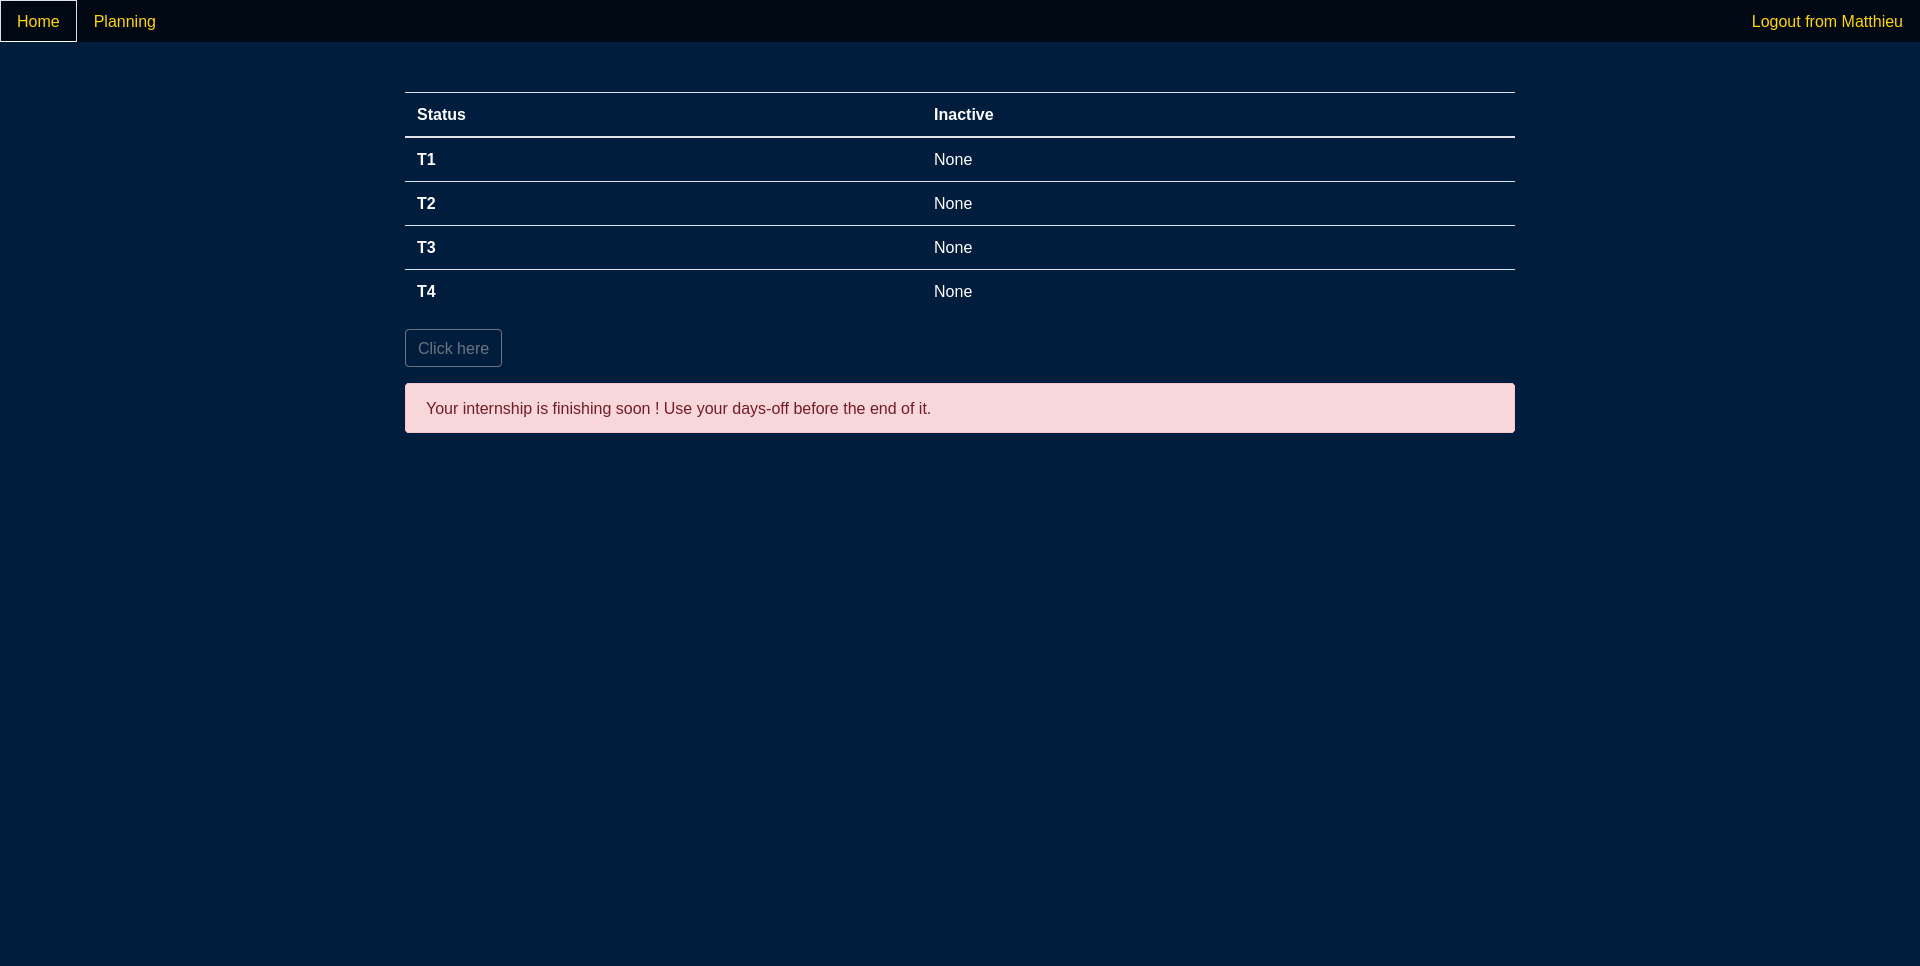 Home Planning Logout from Matthieu
Status Inactive
T1 None
T2 None
T3 None
T4 None
Click here
Your internship is finishing soon ! Use your days-off before the end of it.